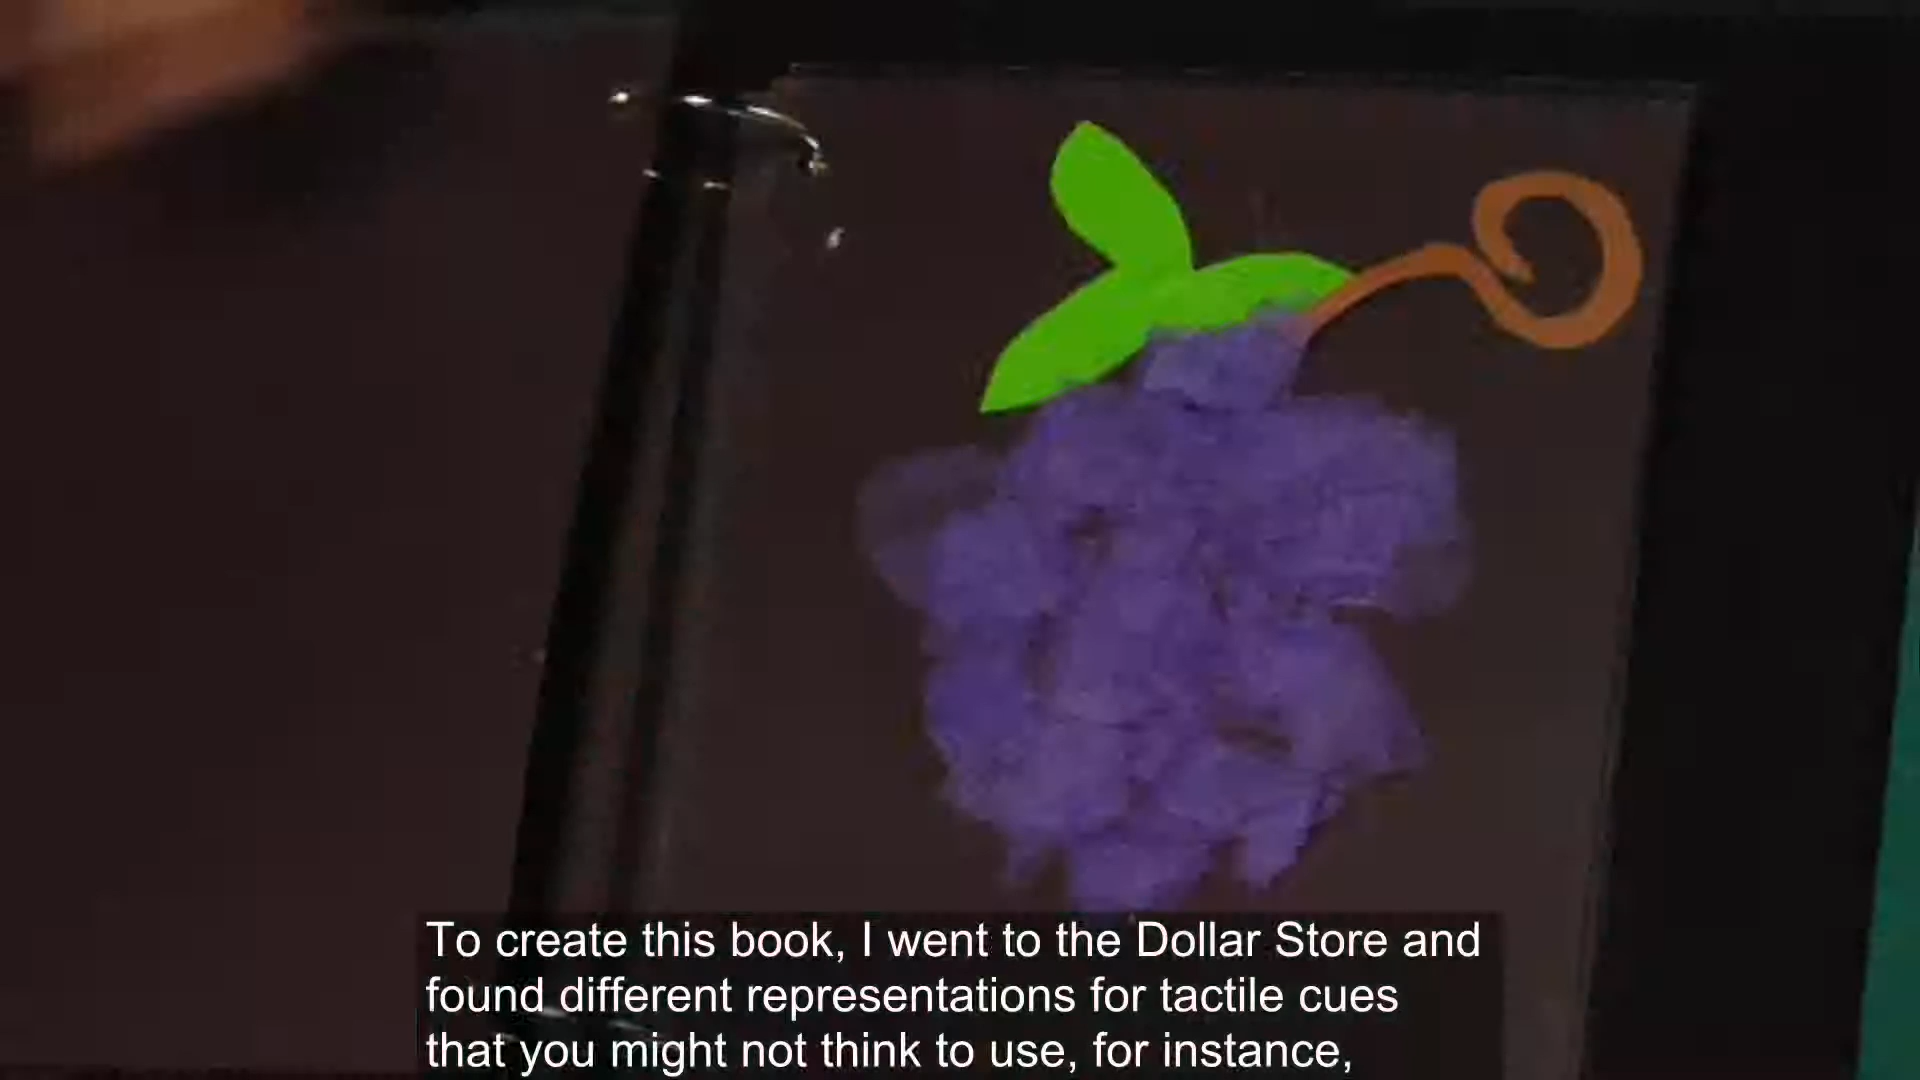 To create this book, I went to the Dollar Store and
found different representations for tactile cues
that you might not think to use, for instance,